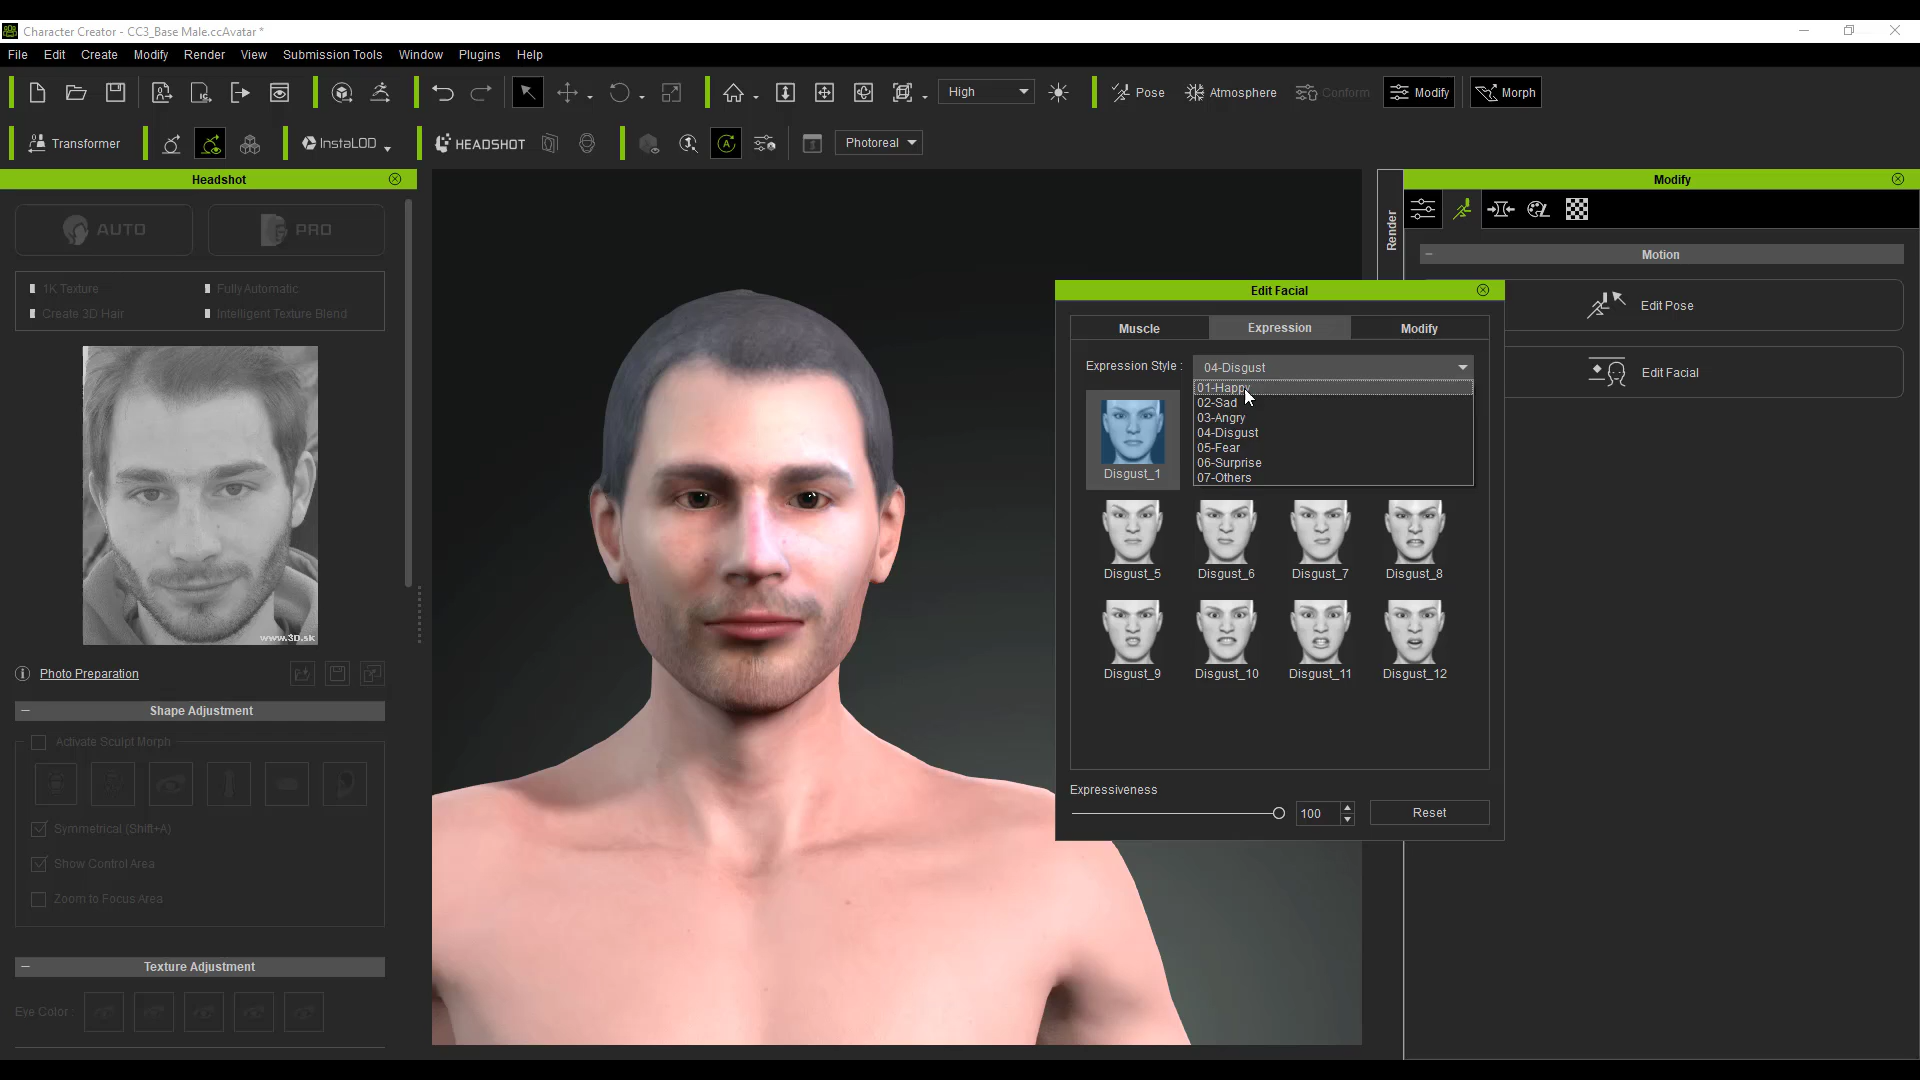 Character Creator - CC3_Base Male.ccAvatar *
File Edit Create Modify Render View Submission Tools Window Plugins Help
High
Pose
Atmosphere
Conform
Modify
Morph
Transformer
InstaLOD
HEADSHOT
Photoreal
Headshot
AUTO
PRO
1K Texture
Fully Automatic
Create 3D Hair
Intelligent Texture Blend
www.3D.sk
Photo Preparation
Shape Adjustment
Activate Sculpt Morph
Symmetrical (Shift+A)
Show Control Area
Zoom to Focus Area
Texture Adjustment
Eye Color :
Render
Modify
Motion
Edit Pose
Edit Facial
Edit Facial
Muscle
Expression
Modify
Expression Style :
04-Disgust
01-Happy
02-Sad
03-Angry
04-Disgust
05-Fear
06-Surprise
07-Others
Disgust_1
Disgust_5
Disgust_6
Disgust_7
Disgust_8
Disgust_9
Disgust_10
Disgust_11
Disgust_12
Expressiveness
100
Reset